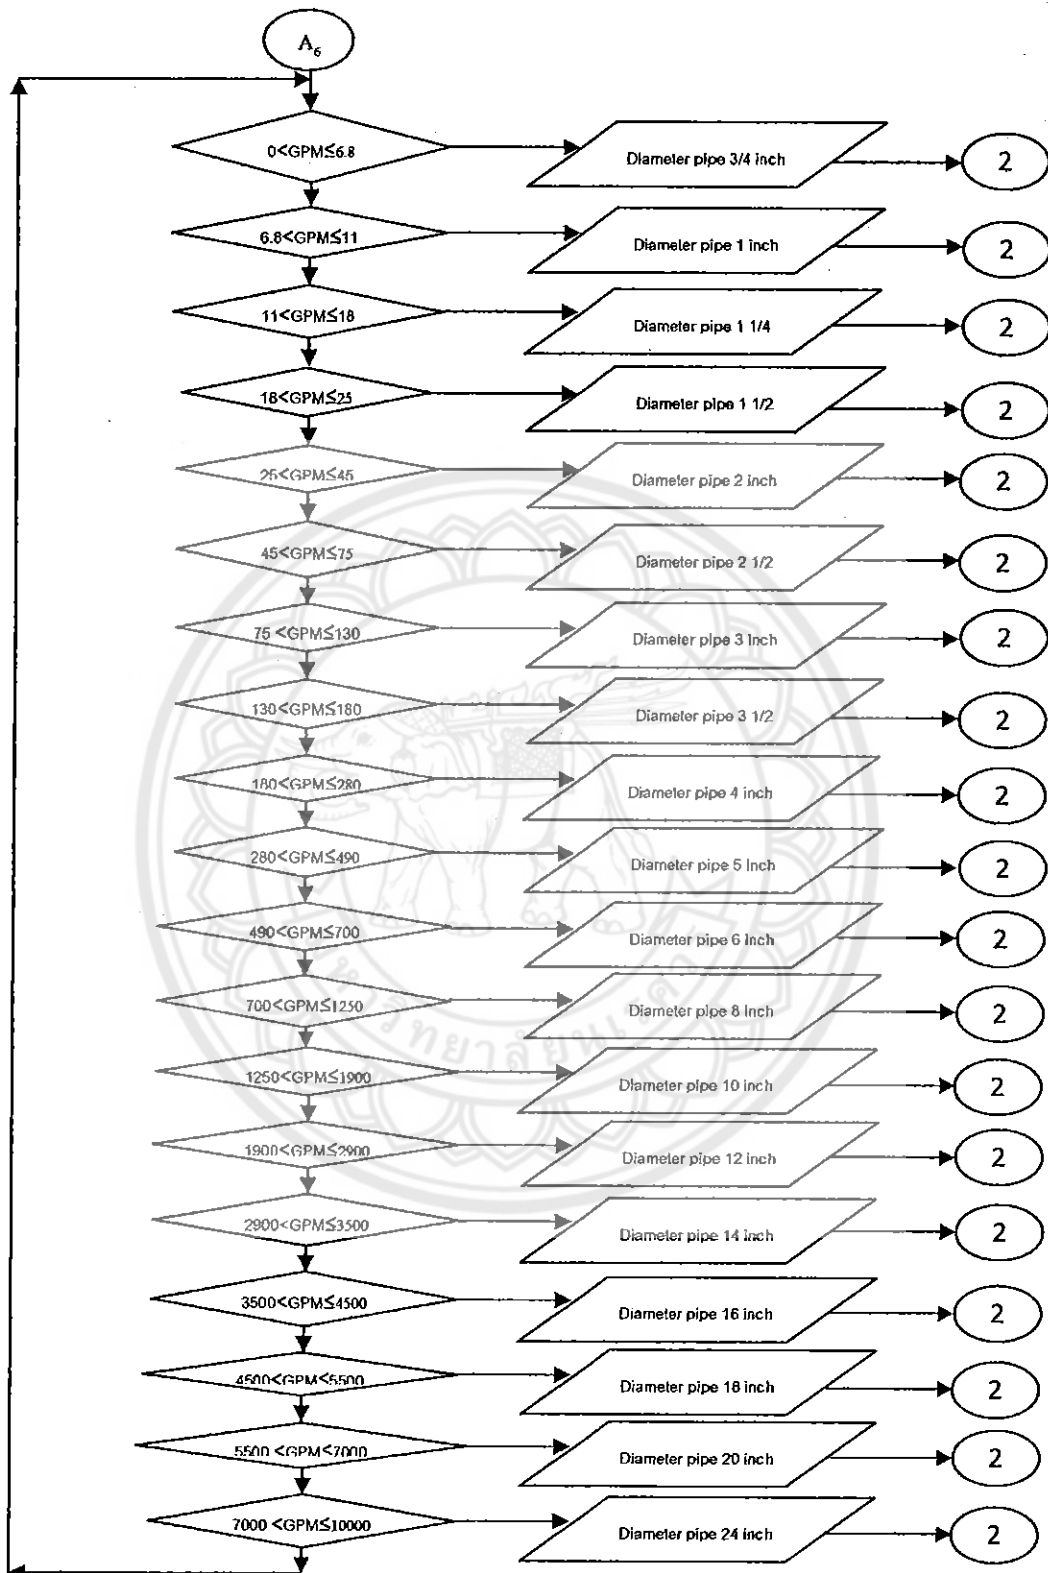 A6
0<GPM≤6.8
Diameter pipe 3/4 inch
2
6.8<GPM≤11
Diameter pipe 1 inch
2
11<GPM≤18
Diameter pipe 1 1/4
2
18<GPM≤25
Diameter pipe 1 1/2
2
25<GPM≤45
Diameter pipe 2 inch
2
45<GPM≤75
Diameter pipe 2 1/2
2
75 <GPM≤130
Diameter pipe 3 inch
2
130<GPM≤180
Diameter pipe 3 1/2
2
180<GPM≤280
Diameter pipe 4 inch
2
280<GPM≤490
Diameter pipe 5 inch
2
490<GPM≤700
Diameter pipe 6 inch
2
700<GPM≤1250
Diameter pipe 8 inch
2
1250<GPM≤1900
Diameter pipe 10 inch
2
1900<GPM≤2900
Diameter pipe 12 inch
2
2900<GPM≤3500
Diameter pipe 14 inch
2
3500<GPM≤4500
Diameter pipe 16 inch
2
4500<GPM≤5500
Diameter pipe 18 inch
2
5500 <GPM≤7000
Diameter pipe 20 inch
2
7000 <GPM≤10000
Diameter pipe 24 inch
2